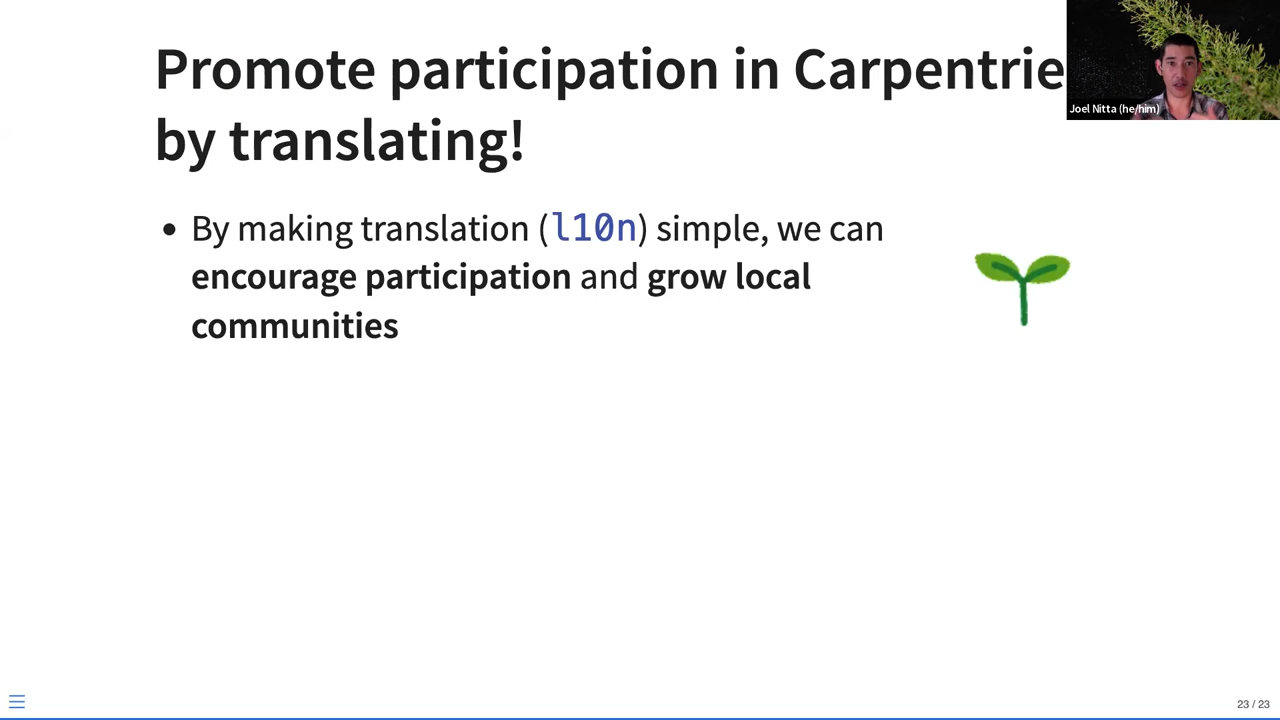 Promote participation in Carpentrie
by translating!
Joel Nitta (he/him)
• By making translation (l10n) simple, we can
encourage participation and grow local
communities
23 / 23